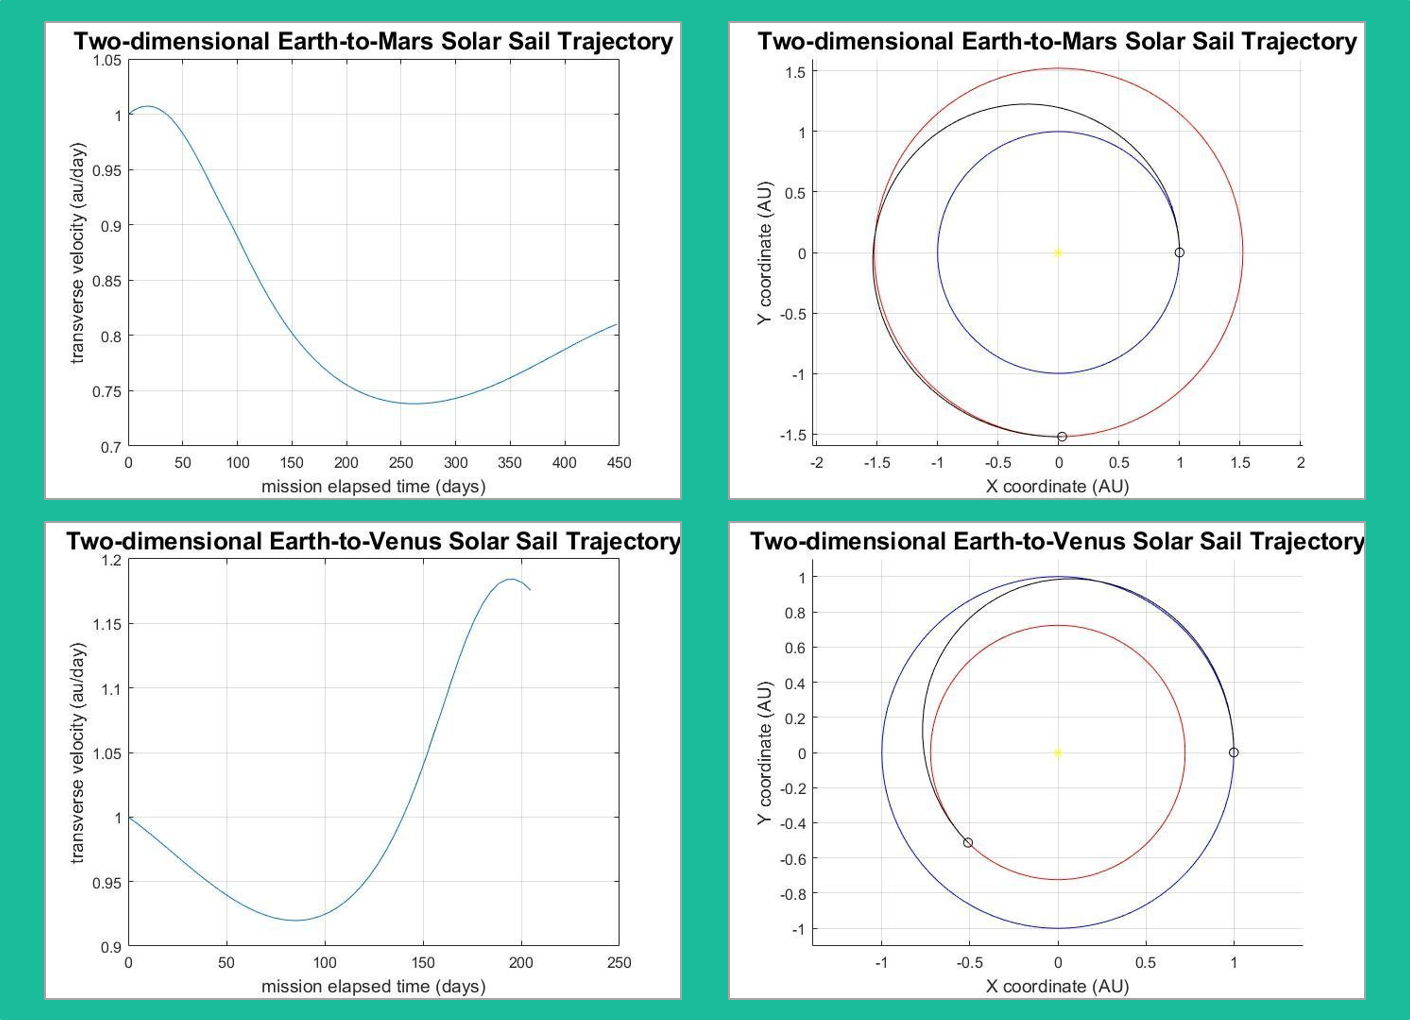 Two-dimensional Earth-to-Mars Solar Sail Trajectory
1.05
1
0.95
0.9
0.85
0.8
0.75
0.7
transverse velocity (au/day)
0 50 100 150 200 250 300 350 400 450
mission elapsed time (days)
Two-dimensional Earth-to-Mars Solar Sail Trajectory
1.5
1
0.5
0
-0.5
-1
-1.5
Y coordinate (AU)
-2 -1.5 -1 -0.5 0 0.5 1 1.5 2
X coordinate (AU)
Two-dimensional Earth-to-Venus Solar Sail Trajectory
1.2
1.15
1.1
1.05
1
0.95
0.9
transverse velocity (au/day)
0 50 100 150 200 250
mission elapsed time (days)
Two-dimensional Earth-to-Venus Solar Sail Trajectory
1
0.8
0.6
0.4
0.2
0
-0.2
-0.4
-0.6
-0.8
-1
Y coordinate (AU)
-1 -0.5 0 0.5 1
X coordinate (AU)